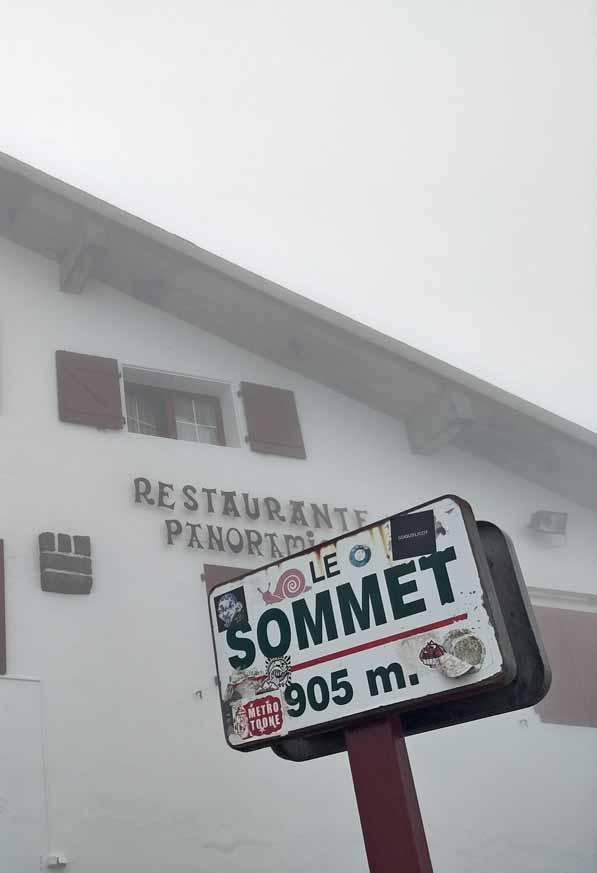 RESTAURANTE
LE
SOMMET
905 m.
METRO
TOONE